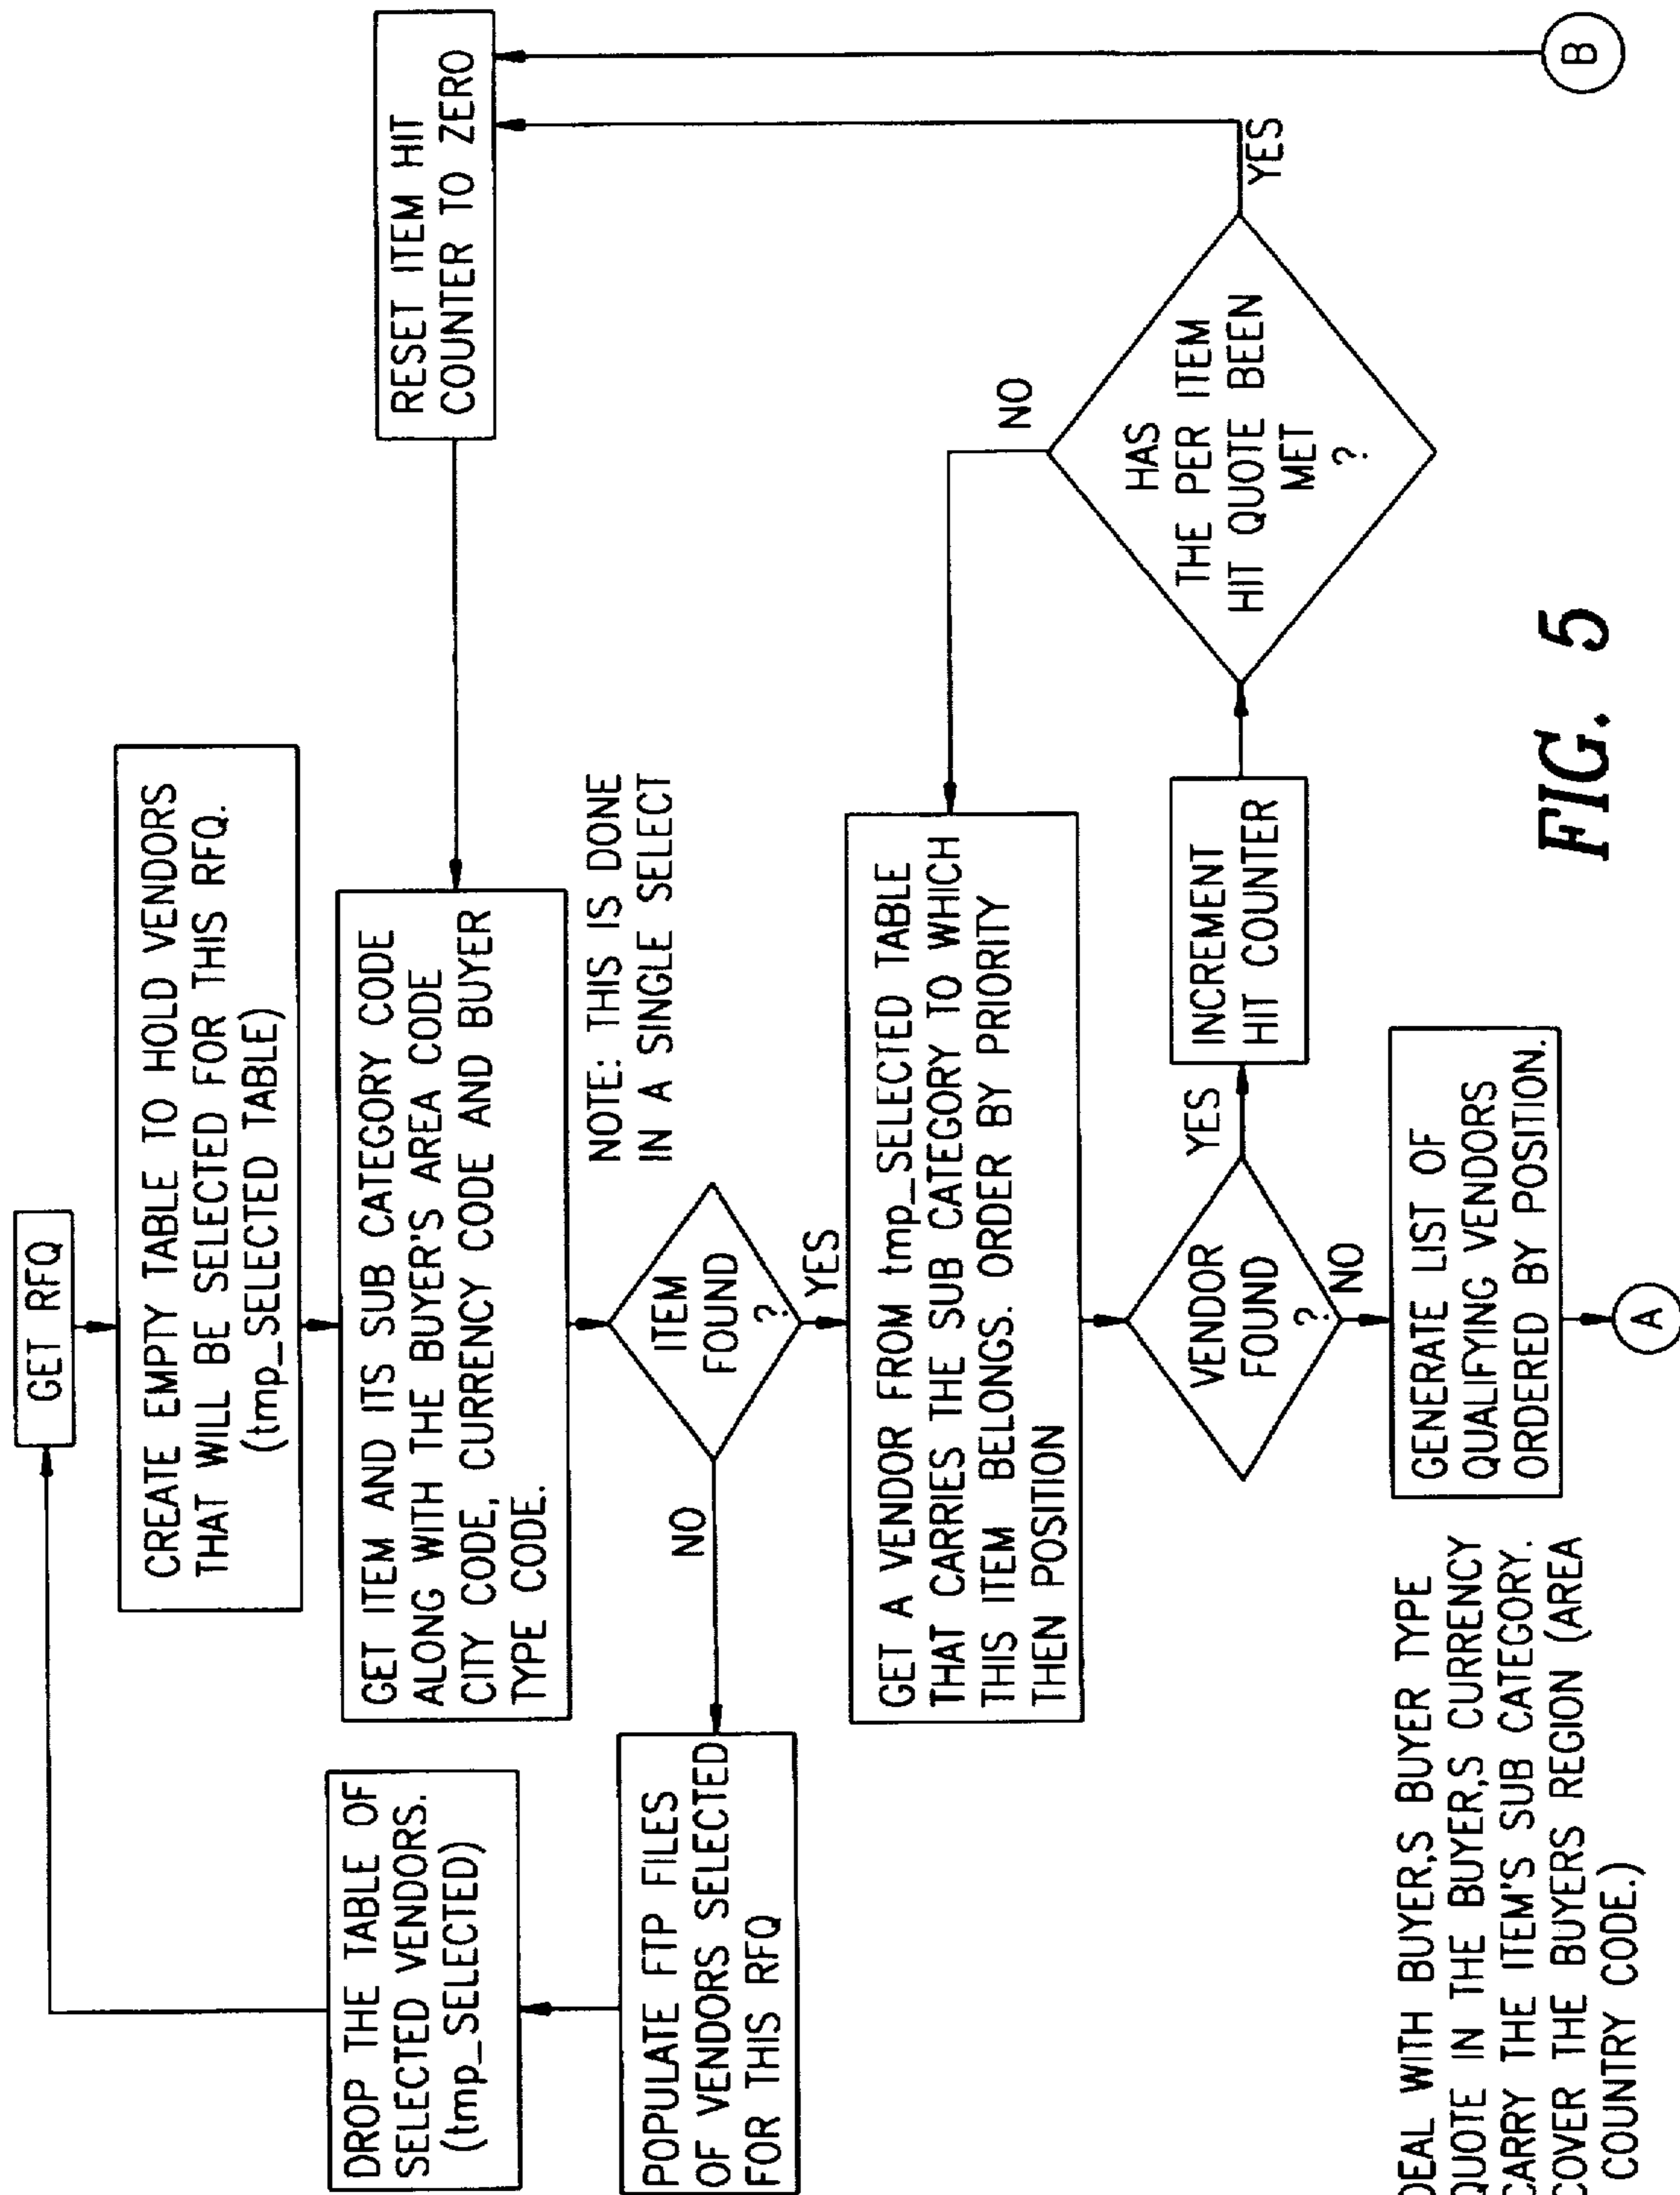 GET RFQ
CREATE EMPTY TABLE TO HOLD VENDORS
THAT WILL BE SELECTED FOR THIS RFQ.
(tmp_SELECTED TABLE)
RESET ITEM HIT
COUNTER TO ZERO
DROP THE TABLE OF
SELECTED VENDORS.
(tmp_SELECTED)
GET ITEM AND ITS SUB CATEGORY CODE
ALONG WITH THE BUYER'S AREA CODE
CITY CODE, CURRENCY CODE AND BUYER
TYPE CODE.
NOTE: THIS IS DONE
IN A SINGLE SELECT
ITEM
FOUND
?
NO
YES
POPULATE FTP FILES
OF VENDORS SELECTED
FOR THIS RFQ
GET A VENDOR FROM tmp_SELECTED TABLE
THAT CARRIES THE SUB CATEGORY TO WHICH
THIS ITEM BELONGS. ORDER BY PRIORITY
THEN POSITION
NO
HAS
THE PER ITEM
HIT QUOTE BEEN
MET
?
YES
VENDOR
FOUND
?
YES
INCREMENT
HIT COUNTER
NO
GENERATE LIST OF
QUALIFYING VENDORS
ORDERED BY POSITION.
DEAL WITH BUYER,S BUYER TYPE
QUOTE IN THE BUYER,S CURRENCY
CARRY THE ITEM'S SUB CATEGORY.
COVER THE BUYERS REGION (AREA
COUNTRY CODE.)
A
B
FIG. 5